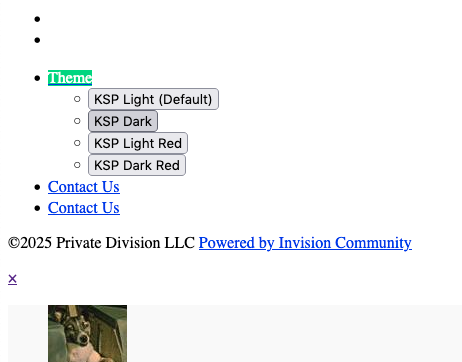 Theme
KSP Light (Default)
KSP Dark
KSP Light Red
KSP Dark Red
Contact Us
Contact Us
©2025 Private Division LLC Powered by Invision Community
×